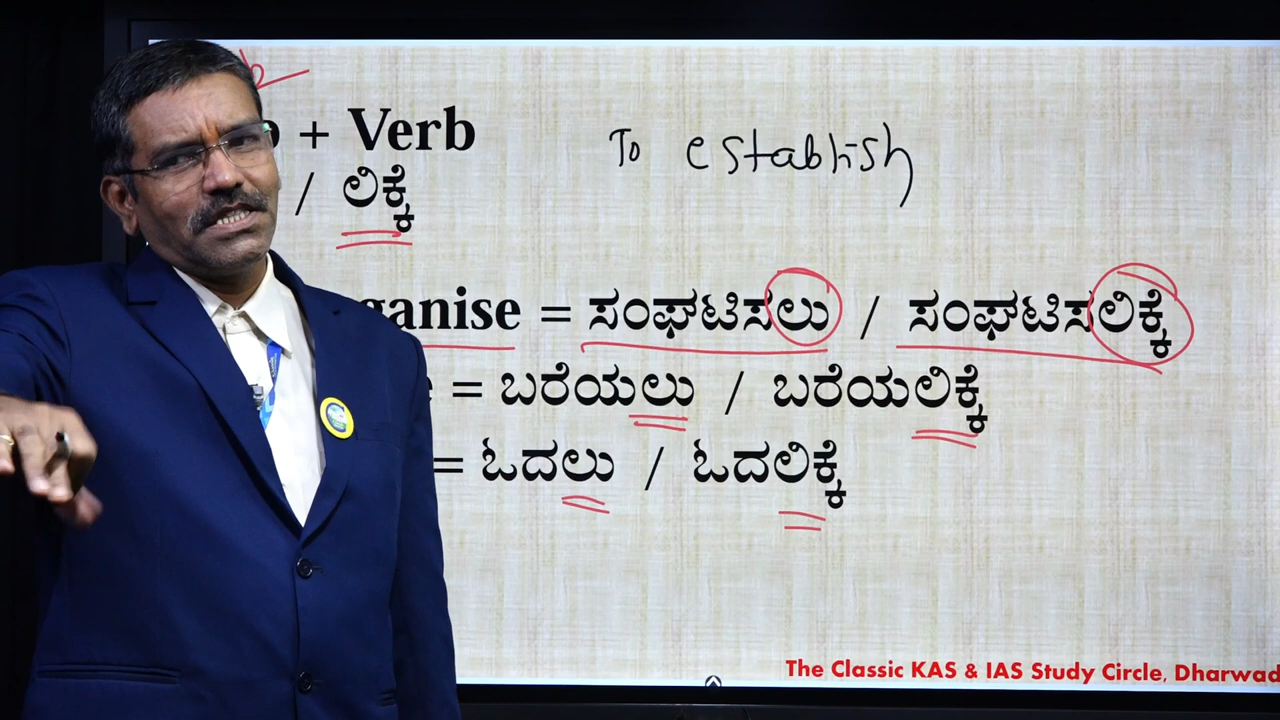 + Verb To establish
/ ಲಿಕ್ಕೆ
ganise = ಸಂಘಟಿಸಲು / ಸಂಘಟಿಸಲಿಕ್ಕೆ
= ಬರೆಯಲು / ಬರೆಯಲಿಕ್ಕೆ
= ಓದಲು / ಓದಲಿಕ್ಕೆ
The Classic KAS & IAS Study Circle, Dharwad